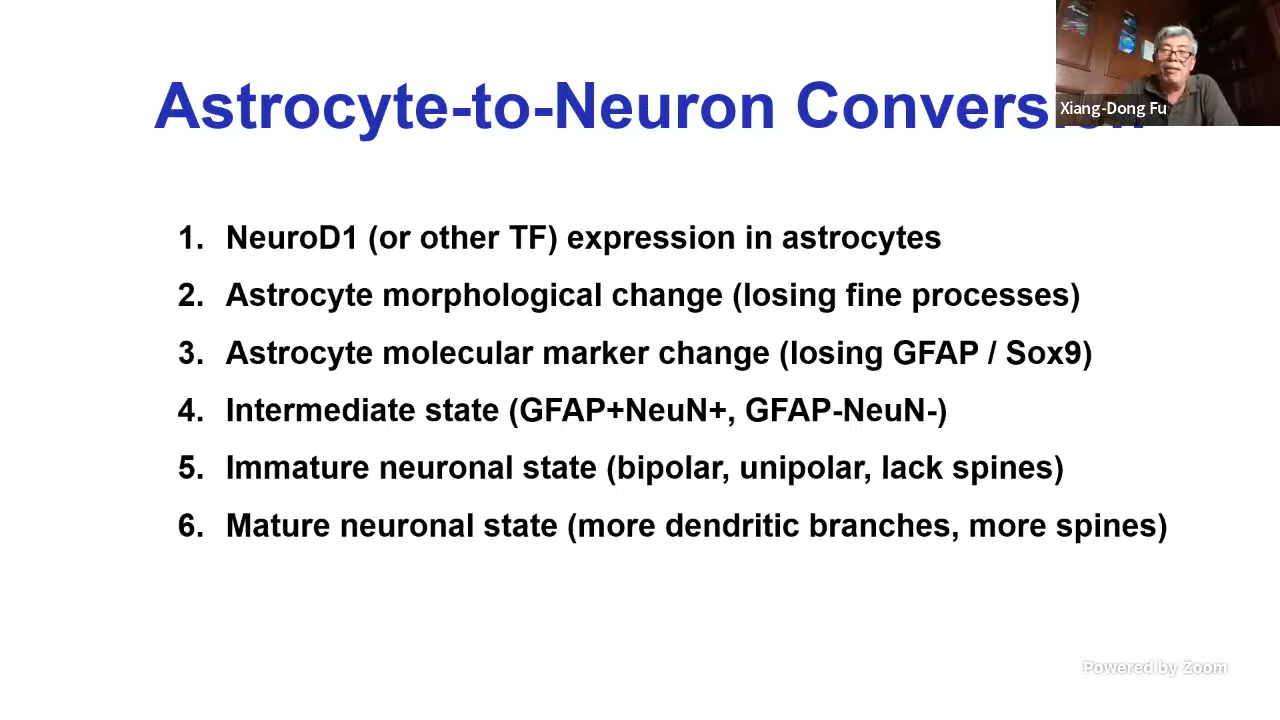 Astrocyte-to-Neuron Conversion
Xiang-Dong Fu
1. NeuroD1 (or other TF) expression in astrocytes
2. Astrocyte morphological change (losing fine processes)
3. Astrocyte molecular marker change (losing GFAP / Sox9)
4. Intermediate state (GFAP+NeuN+, GFAP-NeuN-)
5. Immature neuronal state (bipolar, unipolar, lack spines)
6. Mature neuronal state (more dendritic branches, more spines)
Powered by Zoom